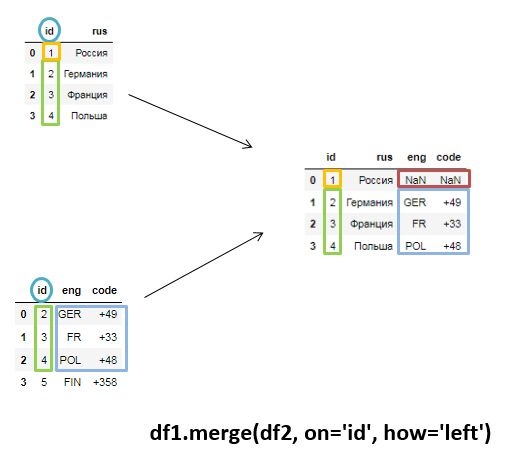 id rus
0 1 Россия
1 2 Германия
2 3 Франция
3 4 Польша
id rus eng code
0 1 Россия NaN NaN
1 2 Германия GER +49
2 3 Франция FR +33
3 4 Польша POL +48
id eng code
0 2 GER +49
1 3 FR +33
2 4 POL +48
3 5 FIN +358
df1.merge(df2, on='id', how='left')